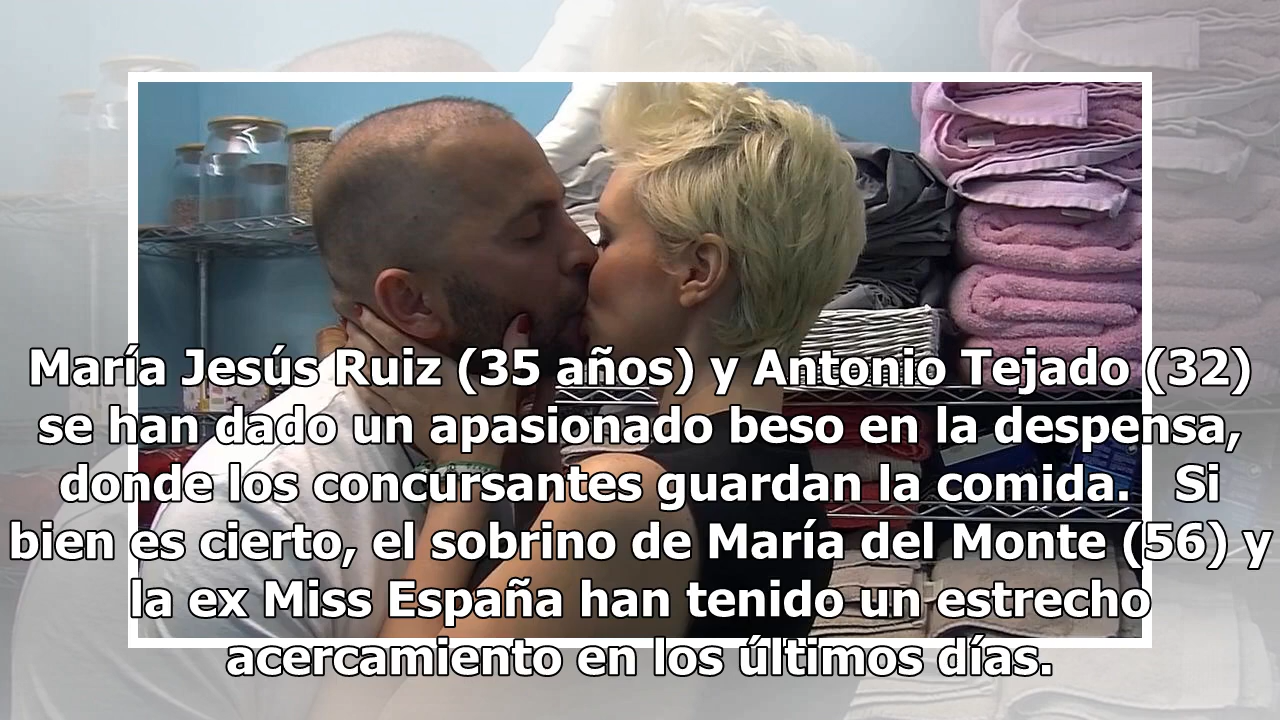 María Jesús Ruiz (35 años) y Antonio Tejado (32)
se han dado un apasionado beso en la despensa,
donde los concursantes guardan la comida.   Si
bien es cierto, el sobrino de María del Monte (56) y
la ex Miss España han tenido un estrecho
acercamiento en los últimos días.